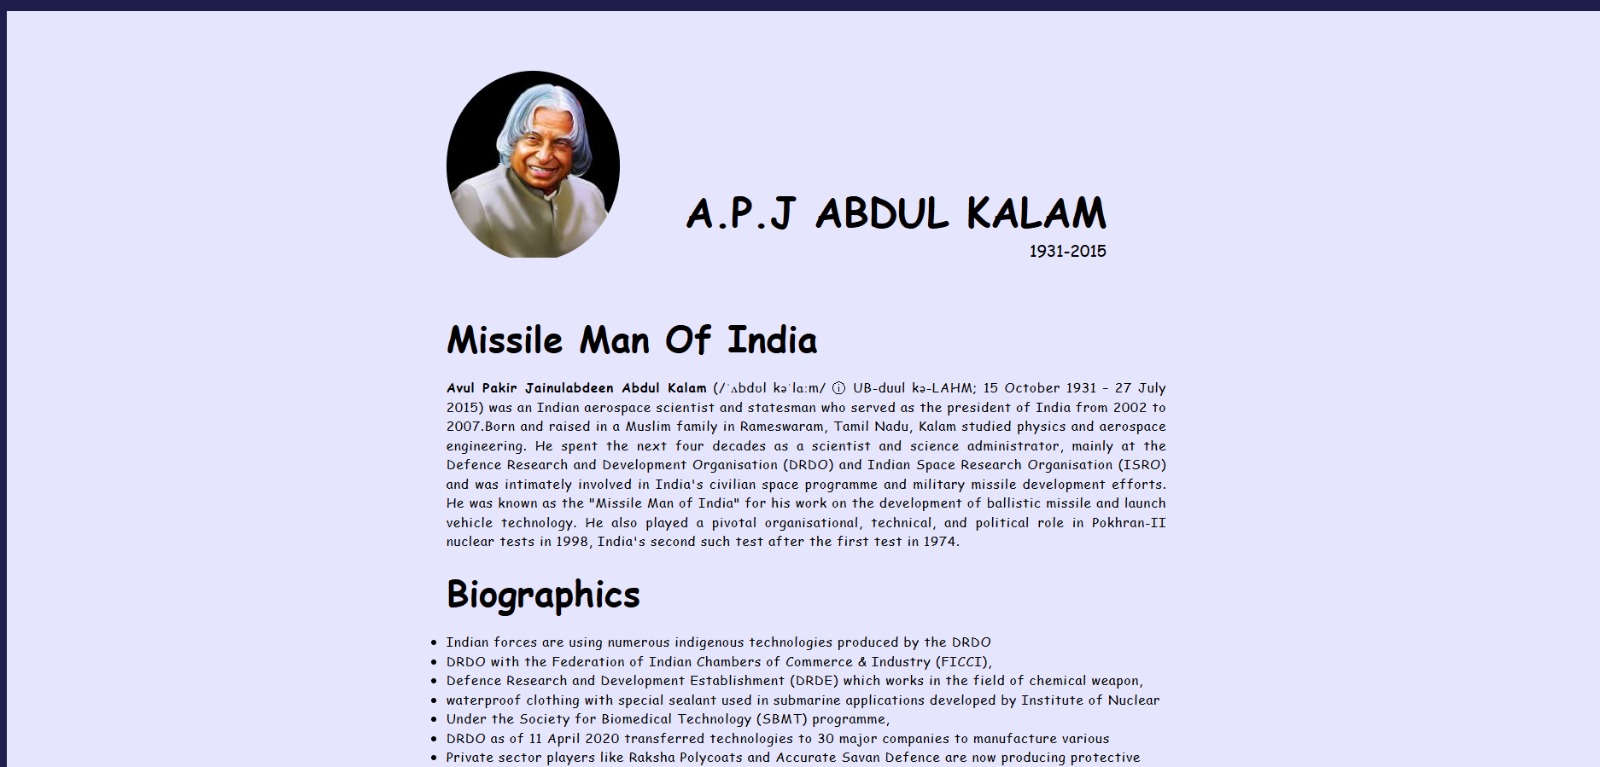 A.P.J ABDUL KALAM
1931-2015
Missile Man Of India
Avul Pakir Jainulabdeen Abdul Kalam (/ˈʌbdʊl kəˈlɑːm/ ⓘ UB-duul kə-LAHM; 15 October 1931 – 27 July
2015) was an Indian aerospace scientist and statesman who served as the president of India from 2002 to
2007.Born and raised in a Muslim family in Rameswaram, Tamil Nadu, Kalam studied physics and aerospace
engineering. He spent the next four decades as a scientist and science administrator, mainly at the
Defence Research and Development Organisation (DRDO) and Indian Space Research Organisation (ISRO)
and was intimately involved in India's civilian space programme and military missile development efforts.
He was known as the "Missile Man of India" for his work on the development of ballistic missile and launch
vehicle technology. He also played a pivotal organisational, technical, and political role in Pokhran-II
nuclear tests in 1998, India's second such test after the first test in 1974.
Biographics
• Indian forces are using numerous indigenous technologies produced by the DRDO
• DRDO with the Federation of Indian Chambers of Commerce & Industry (FICCI),
• Defence Research and Development Establishment (DRDE) which works in the field of chemical weapon,
• waterproof clothing with special sealant used in submarine applications developed by Institute of Nuclear
• Under the Society for Biomedical Technology (SBMT) programme,
• DRDO as of 11 April 2020 transferred technologies to 30 major companies to manufacture various
• Private sector players like Raksha Polycoats and Accurate Savan Defence are now producing protective